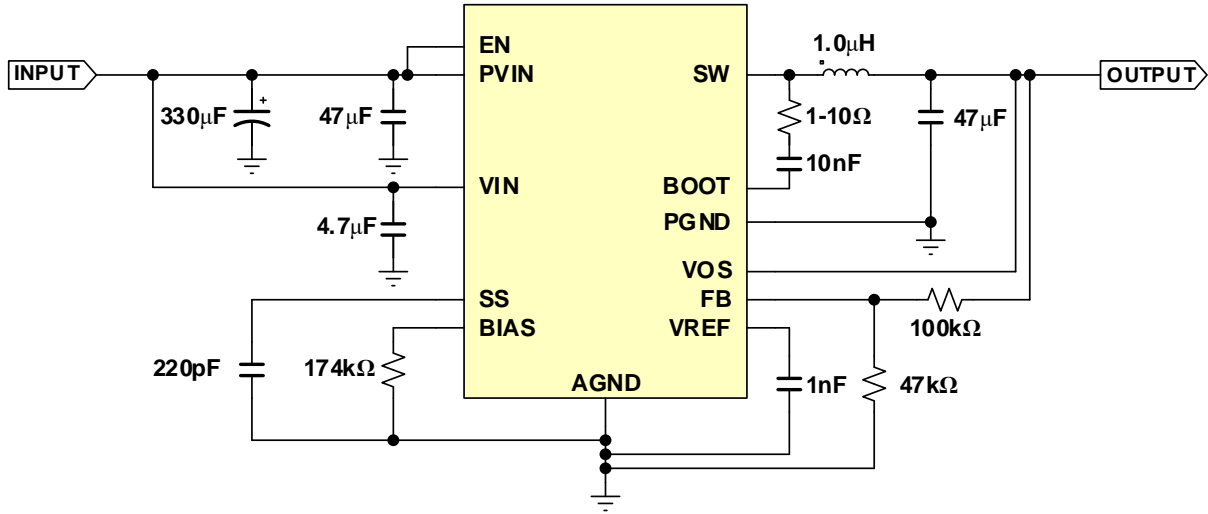 INPUT
330μF
+
47μF
4.7μF
220pF
174kΩ
EN
PVIN
VIN
SS
BIAS
AGND
SW
BOOT
PGND
VOS
FB
VREF
1.0μH
1-10Ω
10nF
47μF
100kΩ
1nF
47kΩ
OUTPUT